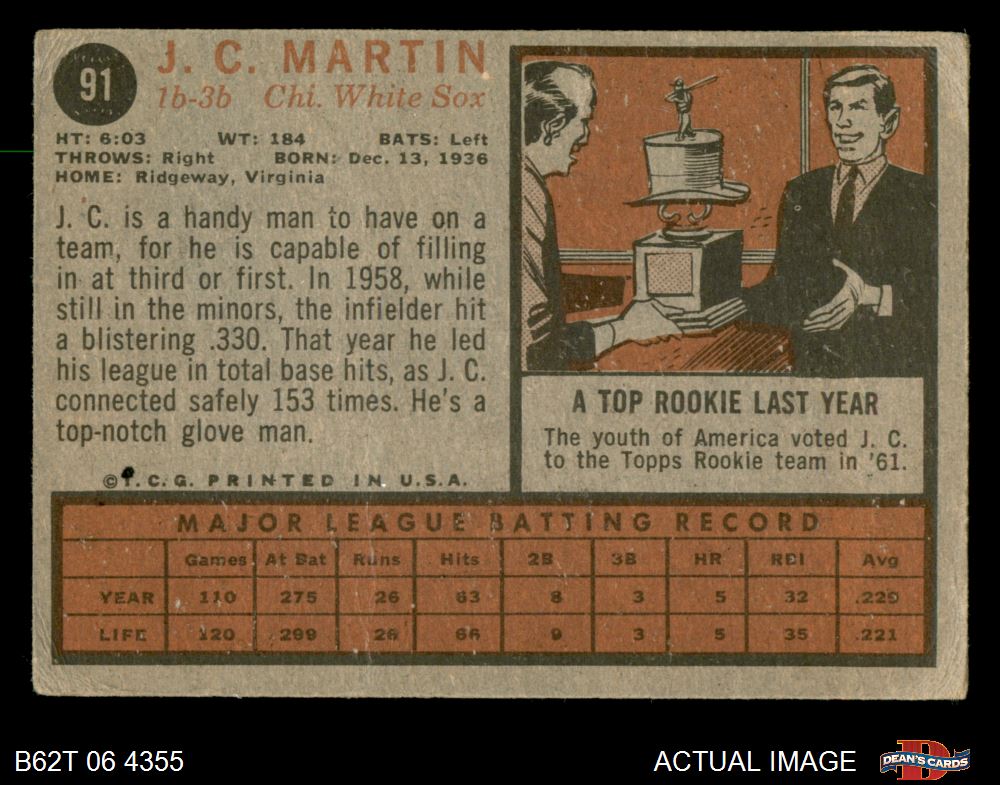 91
J. C. MARTIN
1b-3b Chi. White Sox
HT: 6:03 WT: 184 BATS: Left
THROWS: Right BORN: Dec. 13, 1936
HOME: Ridgeway, Virginia
J. C. is a handy man to have on a
team, for he is capable of filling
in at third or first. In 1958, while
still in the minors, the infielder hit
a blistering .330. That year he led
his league in total base hits, as J. C.
connected safely 153 times. He's a
top-notch glove man.
©T.C.G. PRINTED IN U.S.A.
A TOP ROOKIE LAST YEAR
The youth of America voted J. C.
to the Topps Rookie team in '61.
MAJOR LEAGUE BATTING RECORD
Games At Bat Runs Hits 2B 3B HR RBI Avg
YEAR 110 275 26 63 8 3 5 32 .229
LIFE 120 299 26 66 9 3 5 35 .221
B62T 06 4355
ACTUAL IMAGE
D
DEAN'S CARDS